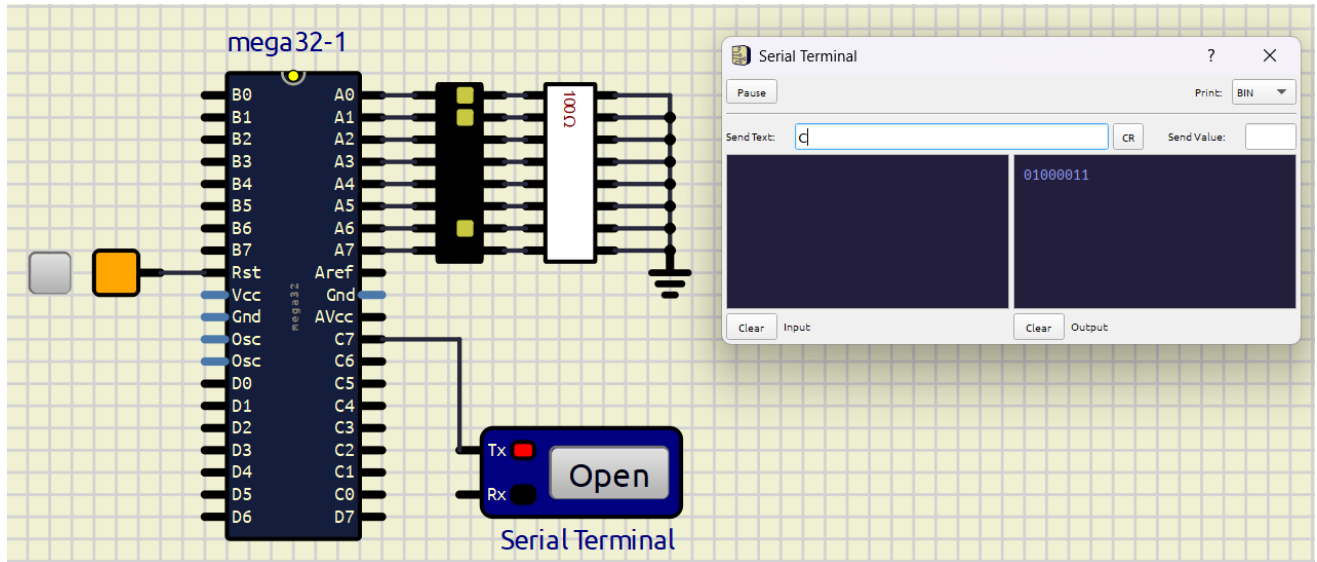 mega32-1
B0 A0
B1 A1
B2 A2
B3 A3
B4 A4
B5 A5
B6 A6
B7 A7
Rst Aref
Vcc Gnd
Gnd AVcc
Osc C7
Osc C6
D0 C5
D1 C4
D2 C3
D3 C2
D4 C1
D5 C0
D6 D7
mega32
100Ω
Tx
Open
Rx
Serial Terminal
Serial Terminal ? X
Pause Print: BIN
Send Text: C CR Send Value:
01000011
Clear Input Clear Output